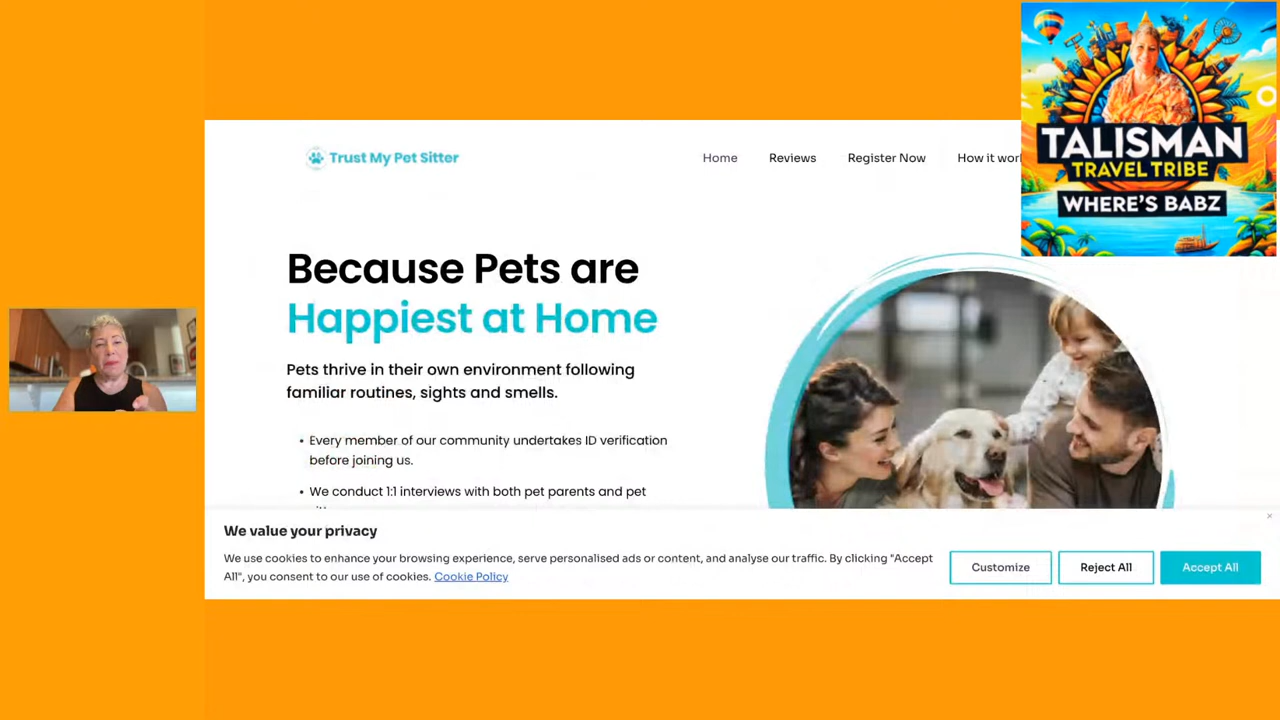 Trust My Pet Sitter
Home
Reviews
Register Now
How it
TALISMAN
TRAVEL TRIBE
WHERE'S BABZ
Because Pets are
Happiest at Home
Pets thrive in their own environment following
familiar routines, sights and smells.
• Every member of our community undertakes ID verification
before joining us.
• We conduct 1:1 interviews with both pet parents and pet
We value your privacy
We use cookies to enhance your browsing experience, serve personalised ads or content, and analyse our traffic. By clicking "Accept
All", you consent to our use of cookies. Cookie Policy
Customize
Reject All
Accept All